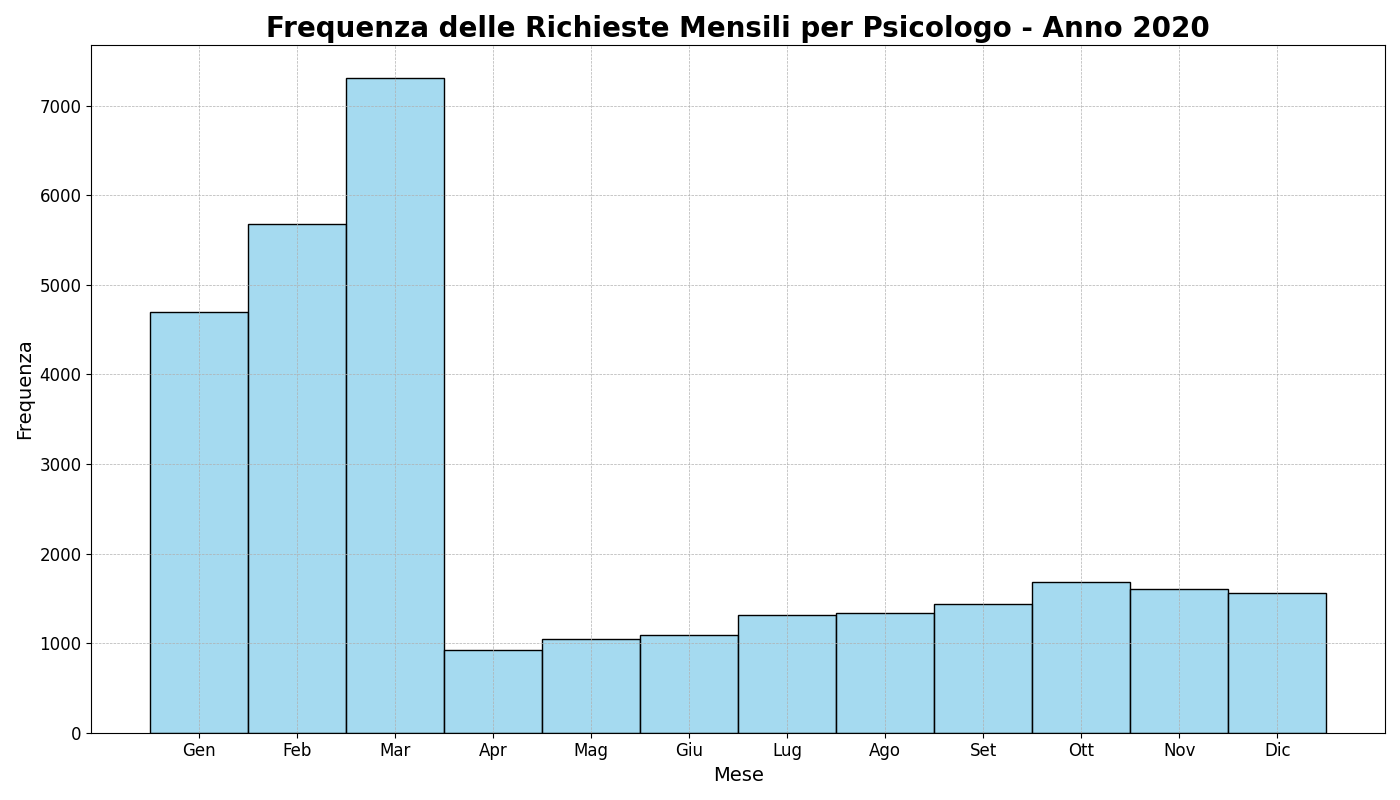 Frequenza delle Richieste Mensili per Psicologo - Anno 2020
Frequenza
7000
6000
5000
4000
3000
2000
1000
0
Gen Feb Mar Apr Mag Giu Lug Ago Set Ott Nov Dic
Mese